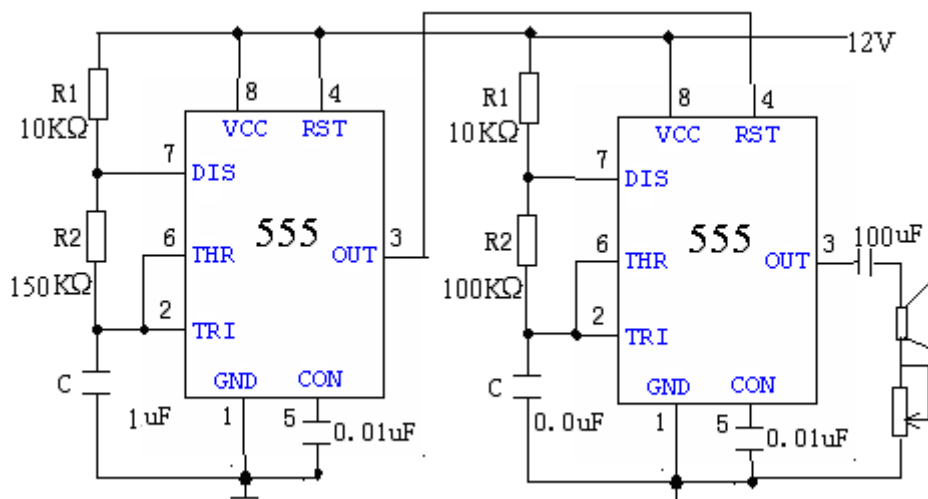 12V
R1
10KΩ
8
4
VCC
RST
7
DIS
R2
150KΩ
6
THR
555
OUT
3
2
TRI
C
1uF
GND
CON
1
5
0.01uF
R1
10KΩ
8
4
VCC
RST
7
DIS
R2
100KΩ
6
THR
555
OUT
3
100uF
2
TRI
C
0.0uF
GND
CON
1
5
0.01uF